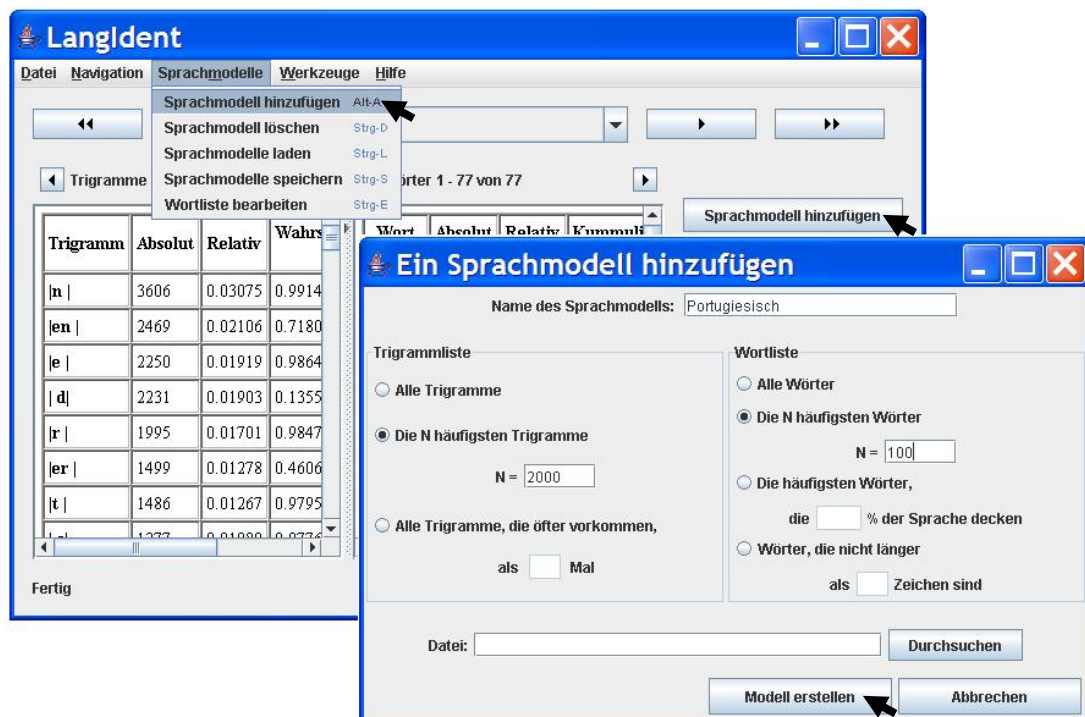 LangIdent
Datei Navigation Sprachmodelle Werkzeuge Hilfe
Sprachmodell hinzufügen Alt-A
Sprachmodell löschen Strg-D
Sprachmodelle laden Strg-L
Sprachmodelle speichern Strg-S
Wortliste bearbeiten Strg-E
Trigramme
örter 1 - 77 von 77
Sprachmodell hinzufügen
Trigramm Absolut Relativ Wahrs
Wort Absolut Relativ Kummuli
|n | 3606 0.03075 0.9914
|en | 2469 0.02106 0.7180
|e | 2250 0.01919 0.9864
| d| 2231 0.01903 0.1355
|r | 1995 0.01701 0.9847
|er | 1499 0.01278 0.4606
|t | 1486 0.01267 0.9795
Fertig
Ein Sprachmodell hinzufügen
Name des Sprachmodells: Portugiesisch
Trigrammliste
Alle Trigramme
Die N häufigsten Trigramme
N = 2000
Alle Trigramme, die öfter vorkommen,
als Mal
Wortliste
Alle Wörter
Die N häufigsten Wörter
N = 100
Die häufigsten Wörter,
die % der Sprache decken
Wörter, die nicht länger
als Zeichen sind
Datei: Durchsuchen
Modell erstellen Abbrechen